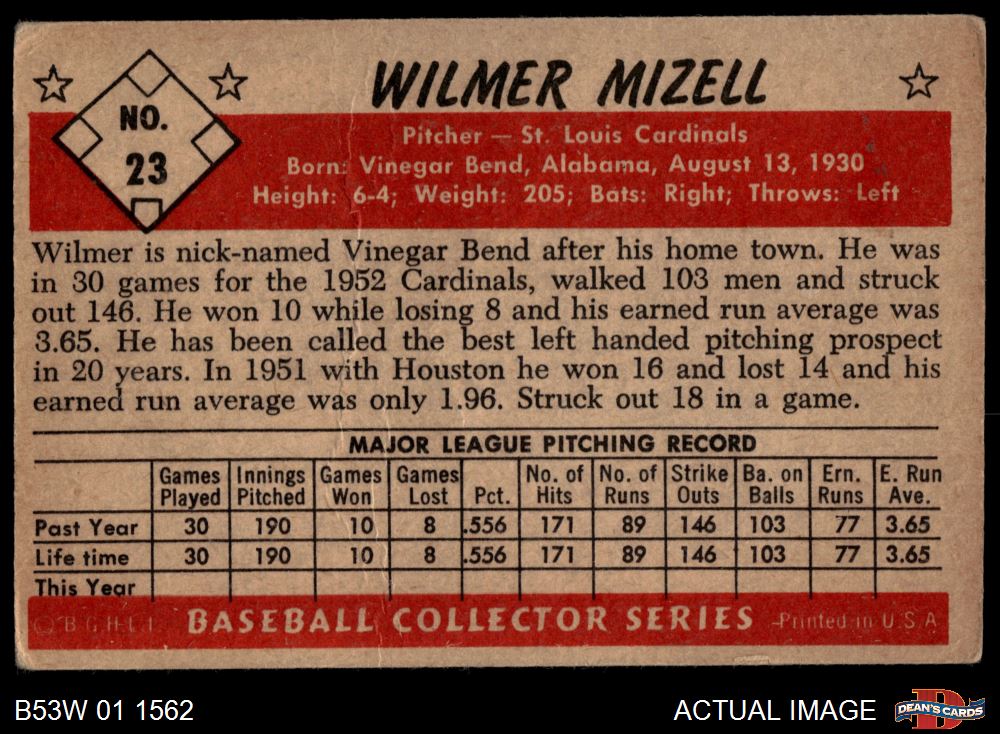 WILMER MIZELL
NO.
23
Pitcher — St. Louis Cardinals
Born: Vinegar Bend, Alabama, August 13, 1930
Height: 6-4; Weight: 205; Bats: Right; Throws: Left
Wilmer is nick-named Vinegar Bend after his home town. He was
in 30 games for the 1952 Cardinals, walked 103 men and struck
out 146. He won 10 while losing 8 and his earned run average was
3.65. He has been called the best left handed pitching prospect
in 20 years. In 1951 with Houston he won 16 and lost 14 and his
earned run average was only 1.96. Struck out 18 in a game.
MAJOR LEAGUE PITCHING RECORD
Games Innings Games Games No. of No. of Strike Ba. on Ern. E. Run
Played Pitched Won Lost Pct. Hits Runs Outs Balls Runs Ave.
Past Year 30 190 10 8 .556 171 89 146 103 77 3.65
Life time 30 190 10 8 .556 171 89 146 103 77 3.65
This Year
BASEBALL COLLECTOR SERIES -Printed in U.S.A
B53W 01 1562 ACTUAL IMAGE DEAN'S CARDS